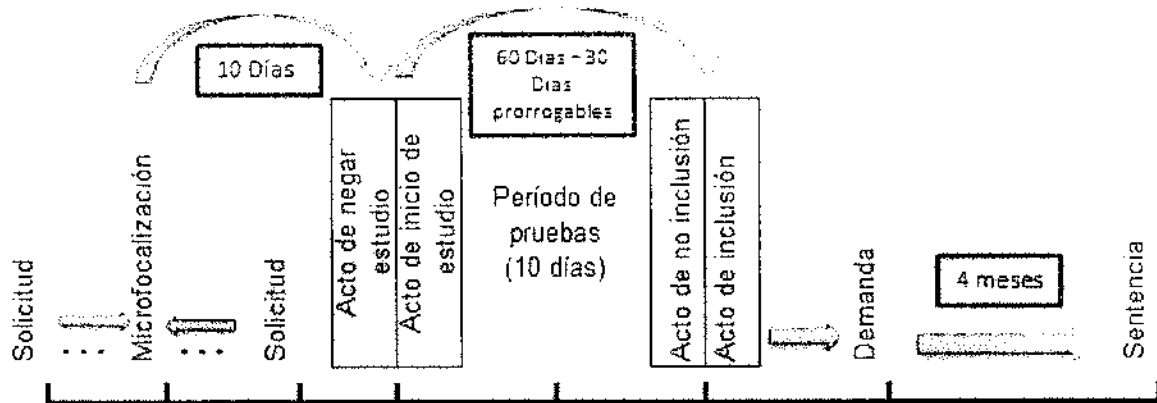 10 Días
60 Días - 30
Días
prorrogables
Solicitud
Microfocalización
Solicitud
Acto de negar
estudio
Acto de inicio de
estudio
Período de
pruebas
(10 días)
Acto de no inclusión
Acto de inclusión
Demanda
4 meses
Sentencia